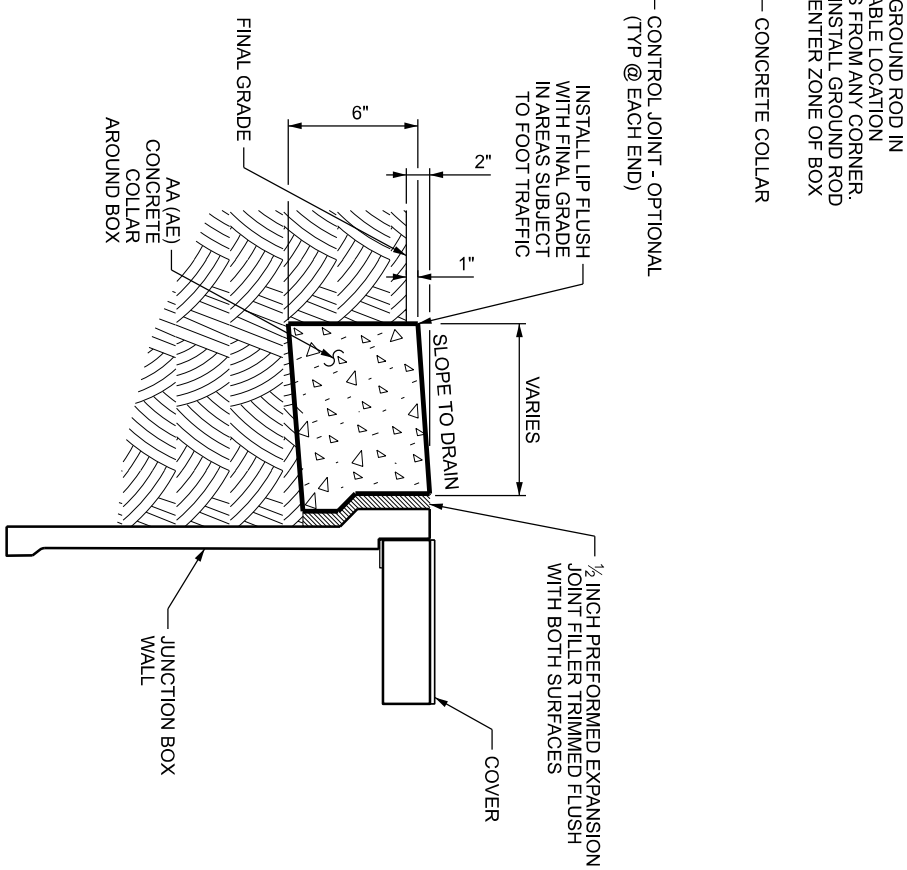 GROUND ROD IN
ABLE LOCATION
S FROM ANY CORNER.
INSTALL GROUND ROD
ENTER ZONE OF BOX
CONCRETE COLLAR
CONTROL JOINT - OPTIONAL
(TYP @ EACH END)
INSTALL LIP FLUSH
WITH FINAL GRADE
IN AREAS SUBJECT
TO FOOT TRAFFIC
VARIES
½ INCH PREFORMED EXPANSION
JOINT FILLER TRIMMED FLUSH
WITH BOTH SURFACES
2"
1"
6"
SLOPE TO DRAIN
COVER
FINAL GRADE
AA (AE)
CONCRETE
COLLAR
AROUND BOX
JUNCTION BOX
WALL